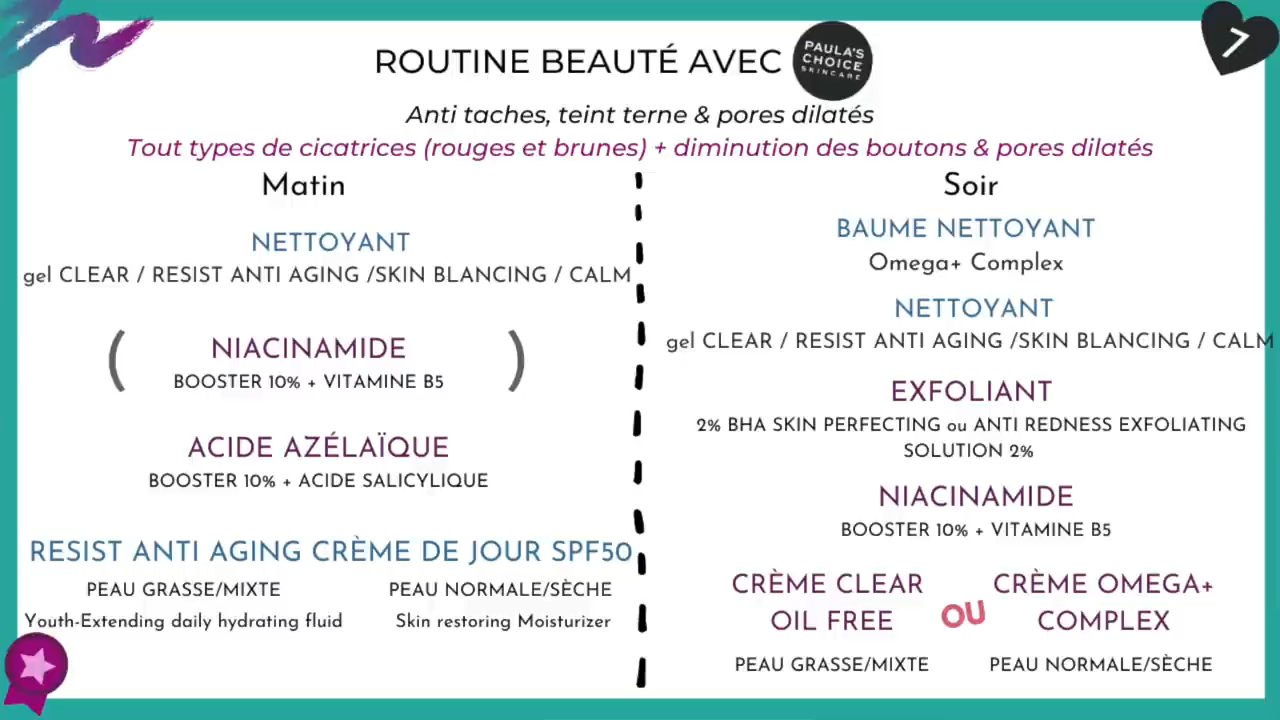 ROUTINE BEAUTÉ AVEC
PAULA'S
CHOICE
SKINCARE
7
Anti taches, teint terne & pores dilatés
Tout types de cicatrices (rouges et brunes) + diminution des boutons & pores dilatés
Matin
NETTOYANT
gel CLEAR / RESIST ANTI AGING /SKIN BLANCING / CALM
( NIACINAMIDE )
BOOSTER 10% + VITAMINE B5
ACIDE AZÉLAÏQUE
BOOSTER 10% + ACIDE SALICYLIQUE
RESIST ANTI AGING CRÈME DE JOUR SPF50
PEAU GRASSE/MIXTE
Youth-Extending daily hydrating fluid
PEAU NORMALE/SÈCHE
Skin restoring Moisturizer
Soir
BAUME NETTOYANT
Omega+ Complex
NETTOYANT
gel CLEAR / RESIST ANTI AGING /SKIN BLANCING / CALM
EXFOLIANT
2% BHA SKIN PERFECTING ou ANTI REDNESS EXFOLIATING
SOLUTION 2%
NIACINAMIDE
BOOSTER 10% + VITAMINE B5
CRÈME CLEAR
OIL FREE
PEAU GRASSE/MIXTE
OU
CRÈME OMEGA+
COMPLEX
PEAU NORMALE/SÈCHE